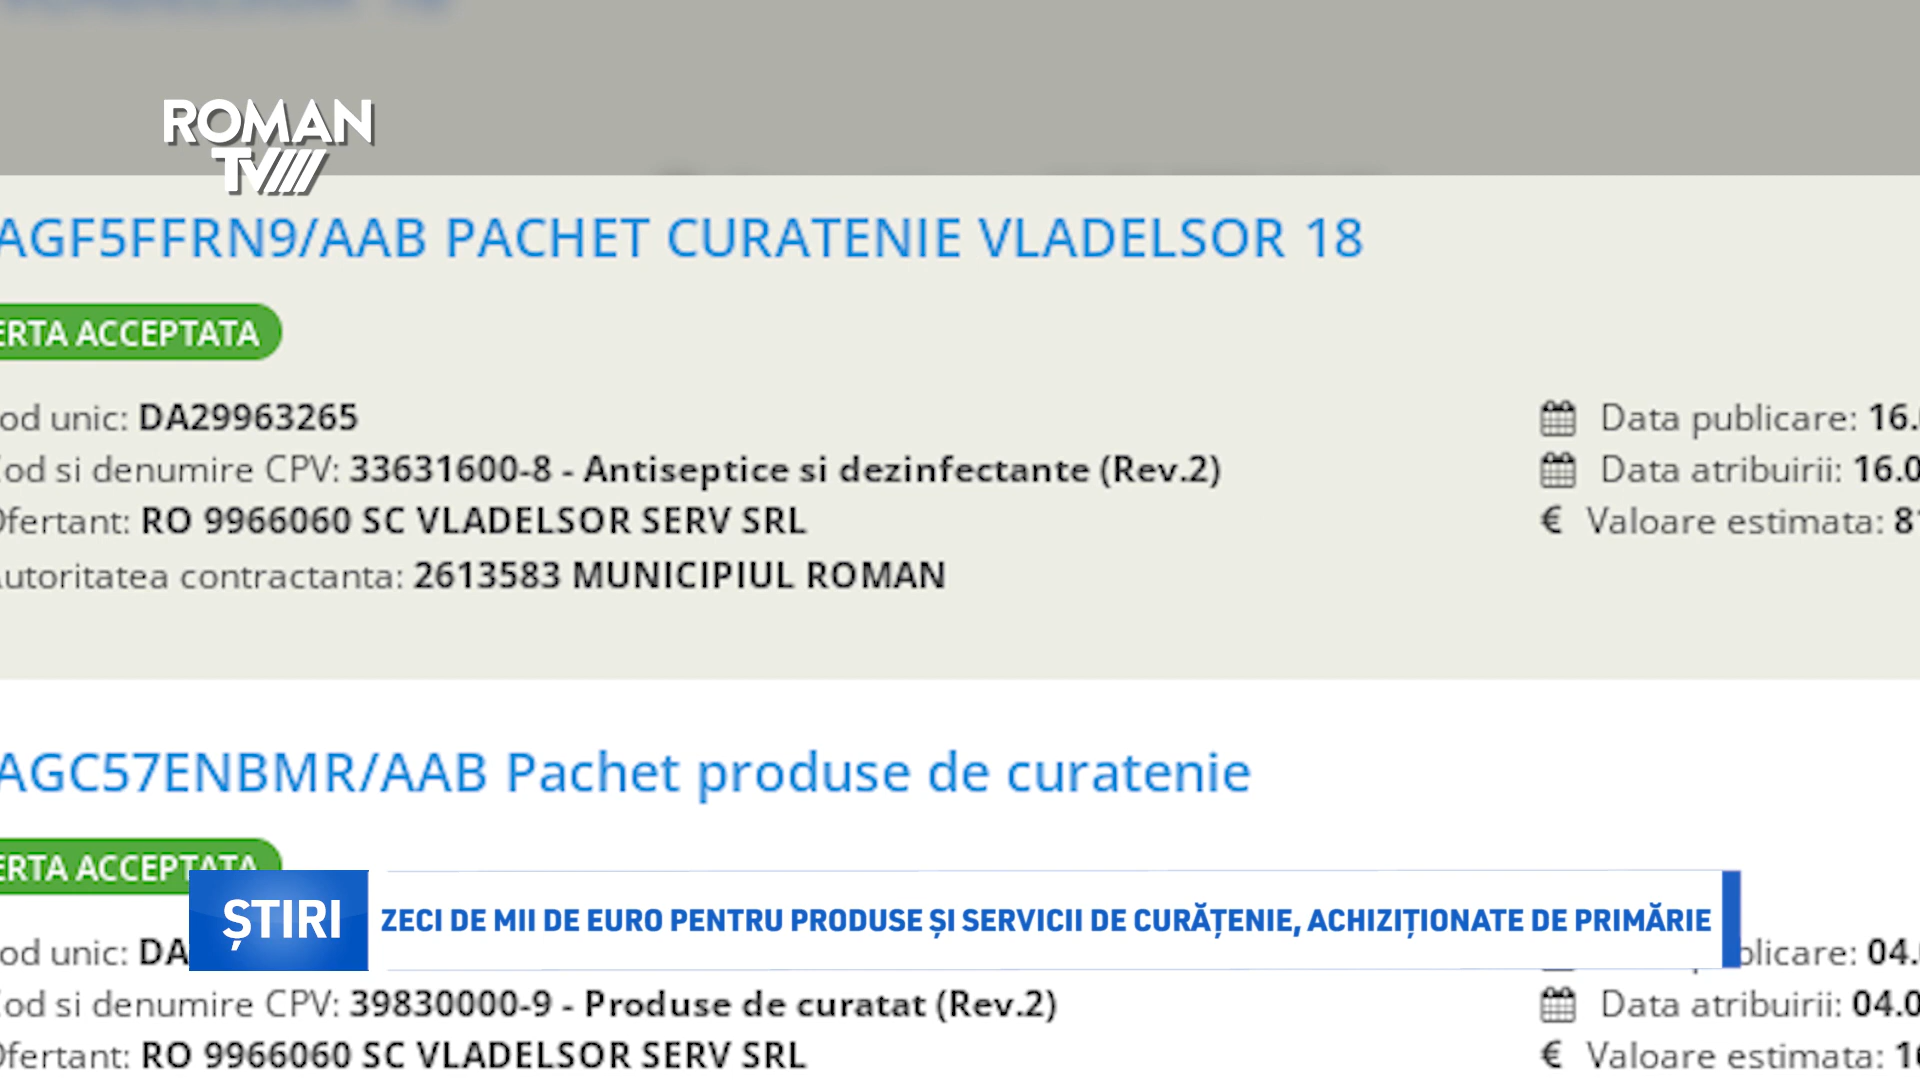 ROMAN
TV
AGF5FFRN9/AAB PACHET CURATENIE VLADELSOR 18
ERTA ACCEPTATA
od unic: DA29963265
Data publicare: 16.
od si denumire CPV: 33631600-8 - Antiseptice si dezinfectante (Rev.2)
Data atribuirii: 16.0
Ofertant: RO 9966060 SC VLADELSOR SERV SRL
€ Valoare estimata: 81
utoritatea contractanta: 2613583 MUNICIPIUL ROMAN
AGC57ENBMR/AAB Pachet produse de curatenie
ERTA ACCEPTATA
ȘTIRI
ZECI DE MII DE EURO PENTRU PRODUSE ȘI SERVICII DE CURĂȚENIE, ACHIZIȚIONATE DE PRIMĂRIE
od unic: DA
blicare: 04.
od si denumire CPV: 39830000-9 - Produse de curatat (Rev.2)
Data atribuirii: 04.0
Ofertant: RO 9966060 SC VLADELSOR SERV SRL
€ Valoare estimata: 16